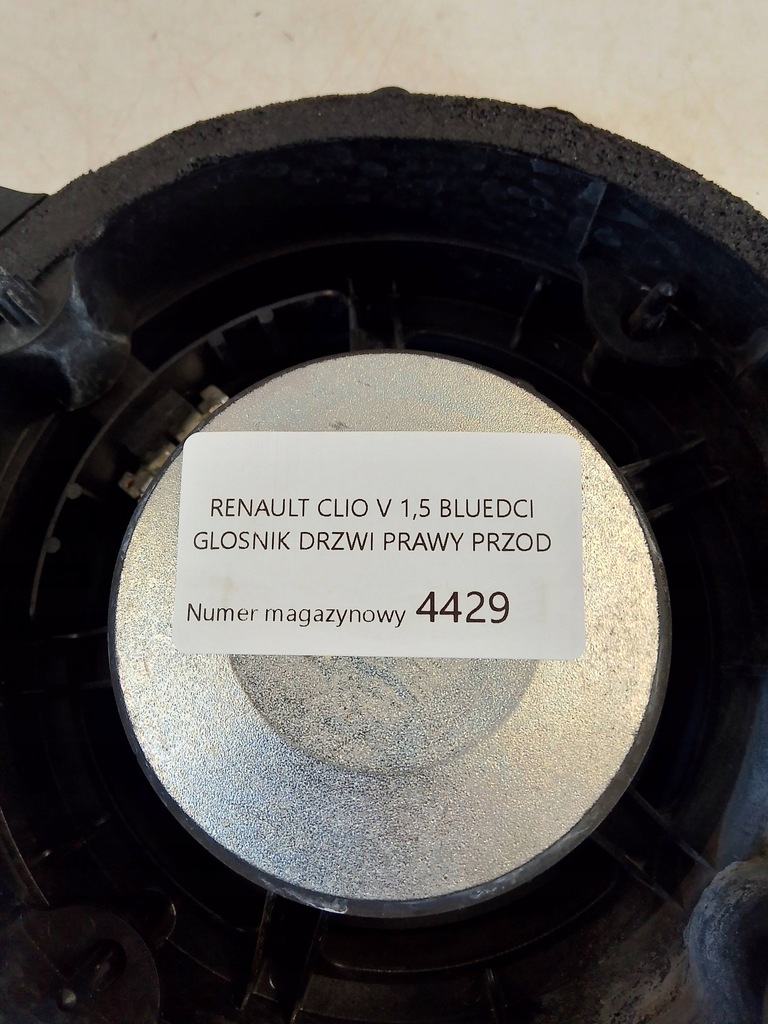 RENAULT CLIO V 1,5 BLUEDCI
GLOSNIK DRZWI PRAWY PRZOD
Numer magazynowy 4429